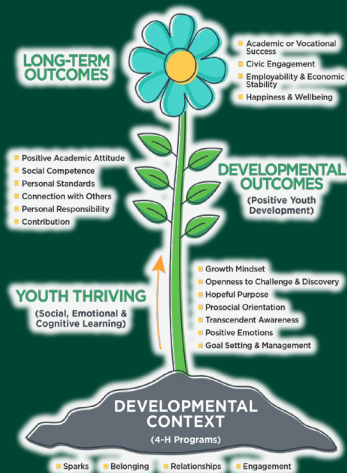 LONG-TERM
OUTCOMES
Academic or Vocational
Success
Civic Engagement
Employability & Economic
Stability
Happiness & Wellbeing
Positive Academic Attitude
Social Competence
Personal Standards
Connection with Others
Personal Responsibility
Contribution
DEVELOPMENTAL
OUTCOMES
(Positive Youth
Development)
YOUTH THRIVING
(Social, Emotional &
Cognitive Learning)
Growth Mindset
Openness to Challenge & Discovery
Hopeful Purpose
Prosocial Orientation
Transcendent Awareness
Positive Emotions
Goal Setting & Management
DEVELOPMENTAL
CONTEXT
(4-H Programs)
Sparks Belonging Relationships Engagement